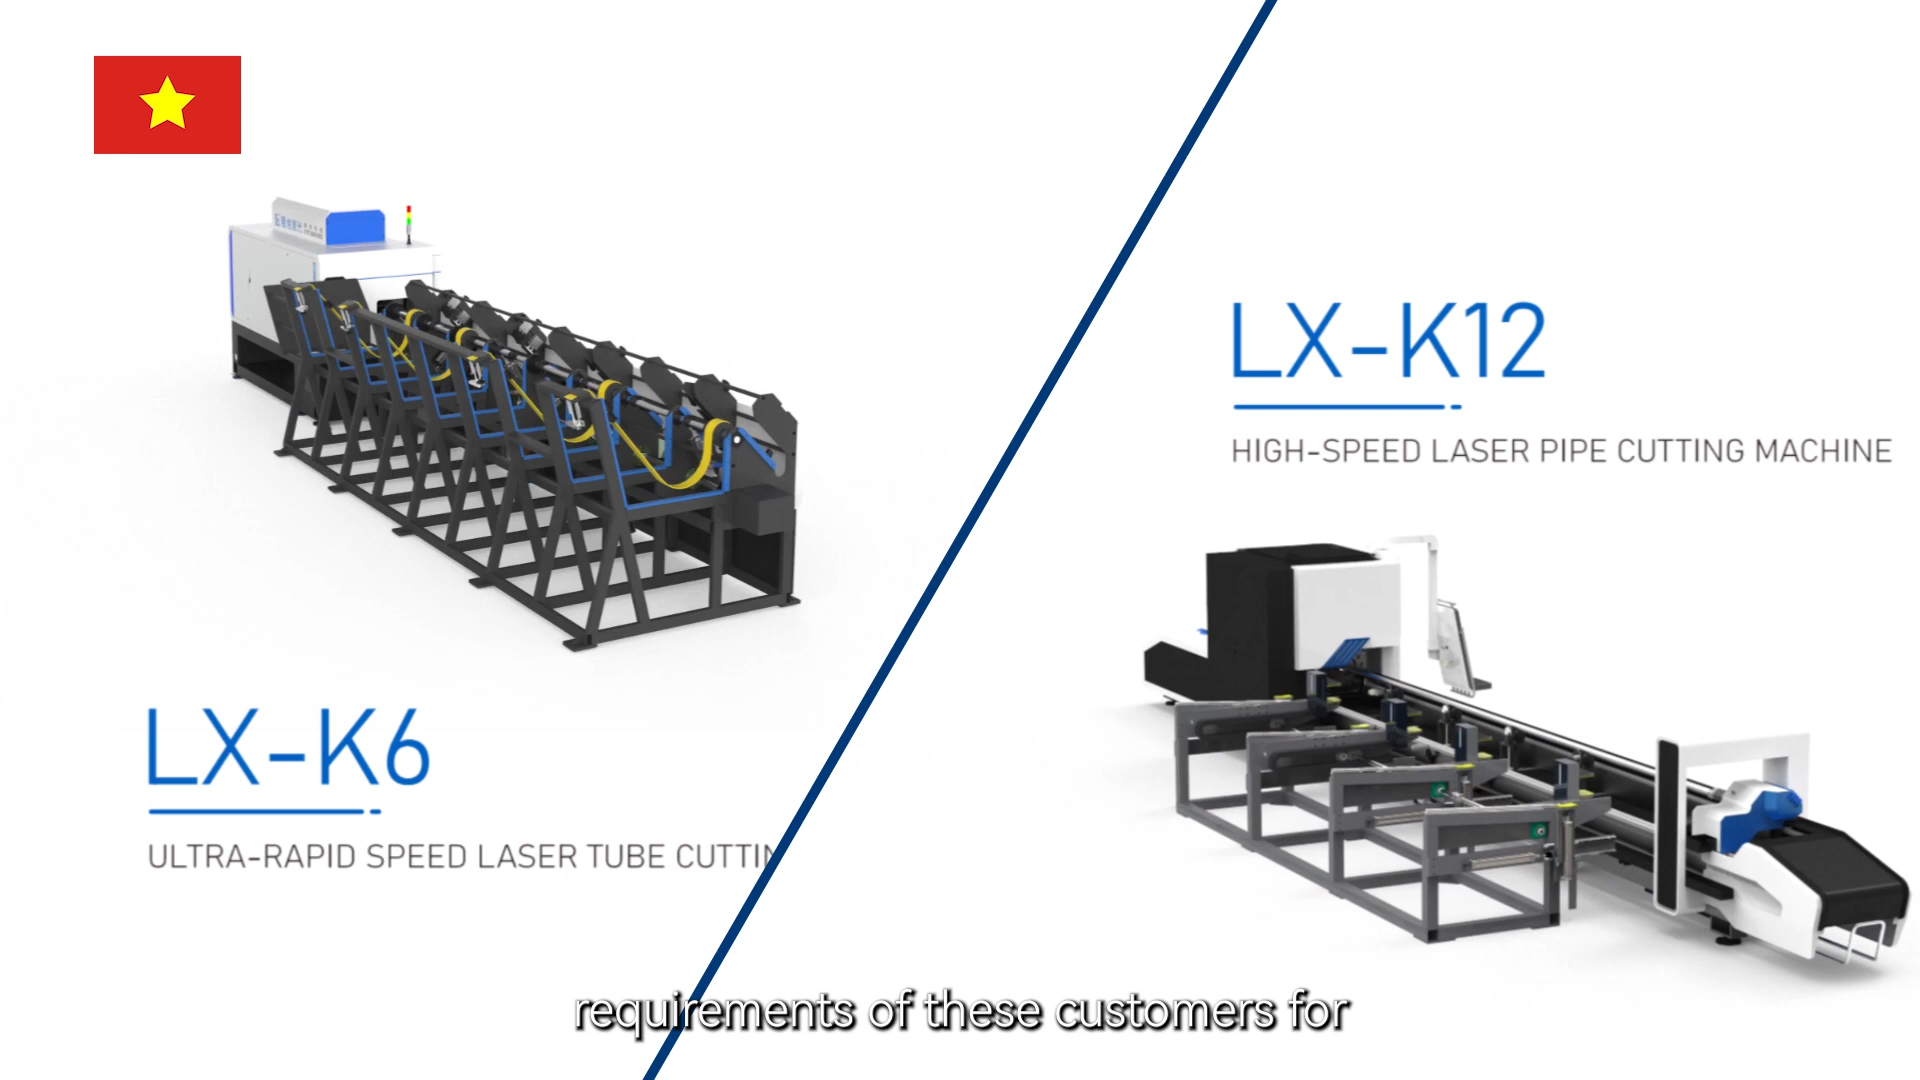 LX-K12
HIGH-SPEED LASER PIPE CUTTING MACHINE
LX-K6
ULTRA-RAPID SPEED LASER TUBE
requirements of these customers for